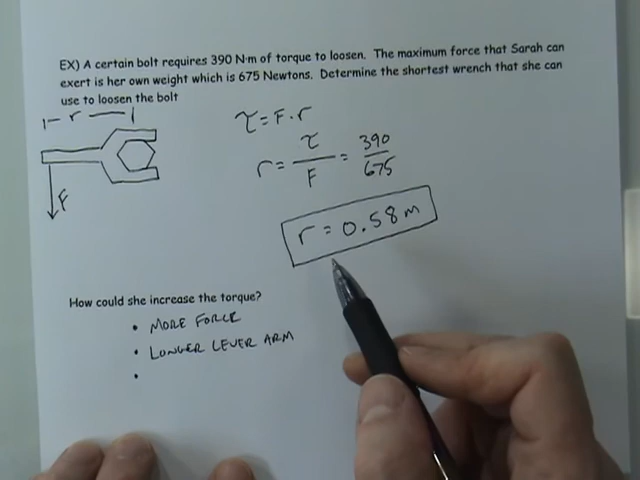 EX) A certain bolt requires 390 N·m of torque to loosen. The maximum force that Sarah can
exert is her own weight which is 675 Newtons. Determine the shortest wrench that she can
use to loosen the bolt
r
F
τ = F · r
r = τ / F = 390 / 675
r = 0.58 m
How could she increase the torque?
• MORE FORCE
• LONGER LEVER ARM
•